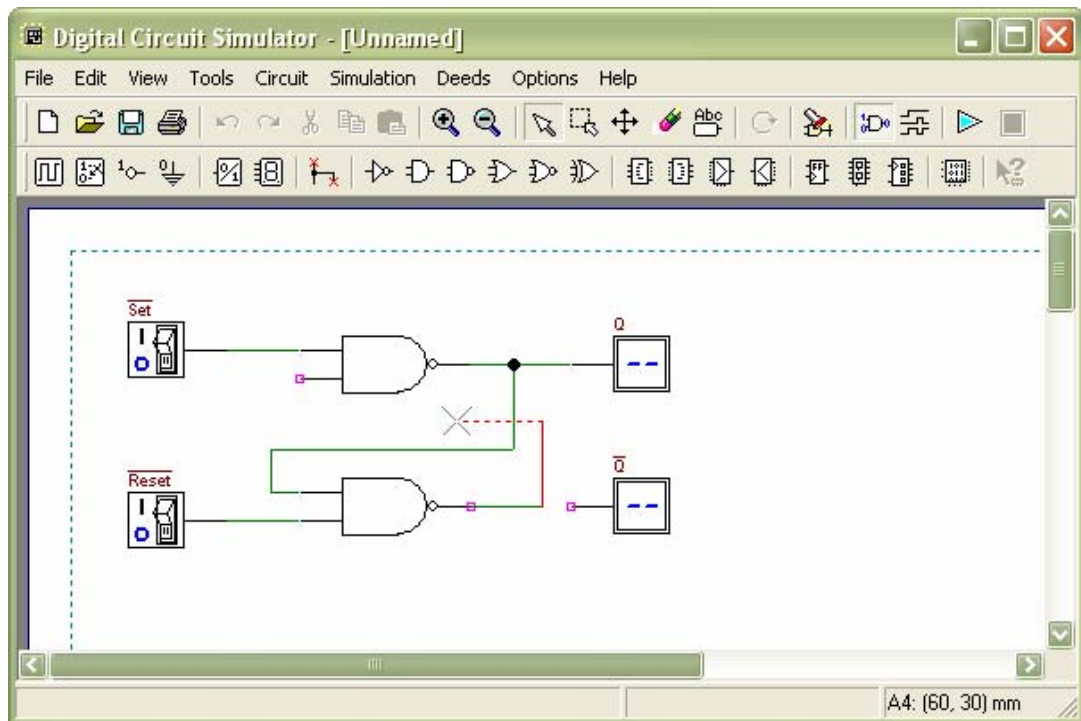 Digital Circuit Simulator - [Unnamed]
File Edit View Tools Circuit Simulation Deeds Options Help
Abc
Set
Q
Reset
Q
A4: (60, 30) mm